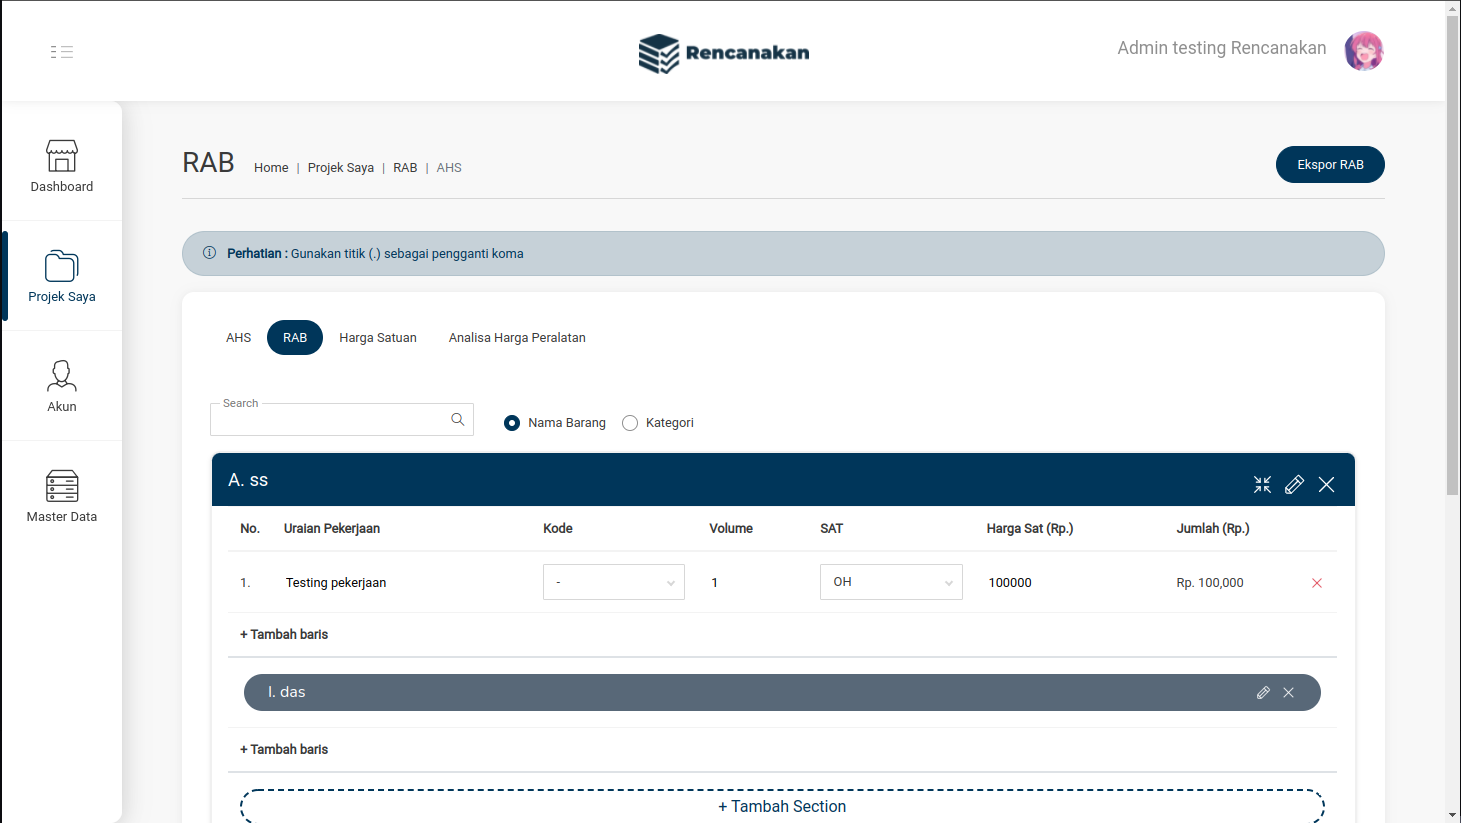 Rencanakan
Admin testing Rencanakan
Dashboard
Projek Saya
Akun
Master Data
RAB
Home | Projek Saya | RAB | AHS
Ekspor RAB
Perhatian : Gunakan titik (.) sebagai pengganti koma
AHS RAB Harga Satuan Analisa Harga Peralatan
Search
Nama Barang Kategori
A. ss
No. Uraian Pekerjaan Kode Volume SAT Harga Sat (Rp.) Jumlah (Rp.)
1. Testing pekerjaan - 1 OH 100000 Rp. 100,000
+ Tambah baris
I. das
+ Tambah baris
+ Tambah Section